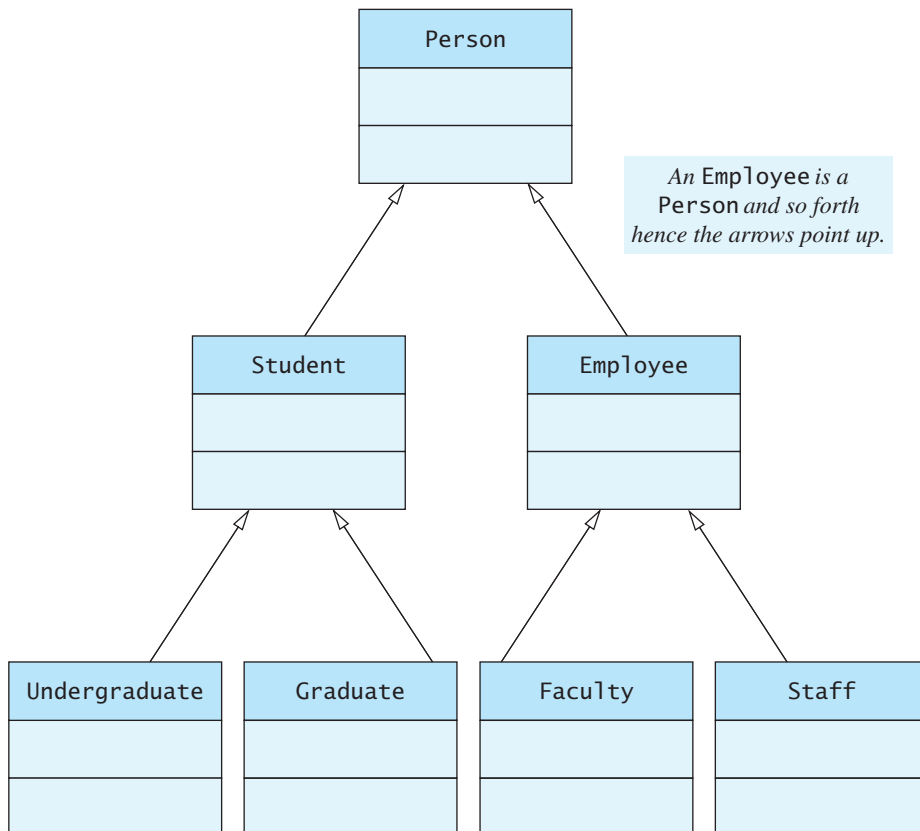 Person
An Employee is a
Person and so forth
hence the arrows point up.
Student
Employee
Undergraduate
Graduate
Faculty
Staff